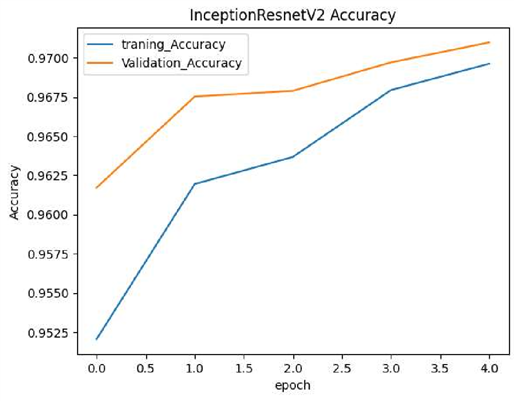 InceptionResnetV2 Accuracy
traning_Accuracy
Validation_Accuracy
0.9700
0.9675
0.9650
0.9625
0.9600
0.9575
0.9550
0.9525
Accuracy
0.0 0.5 1.0 1.5 2.0 2.5 3.0 3.5 4.0
epoch